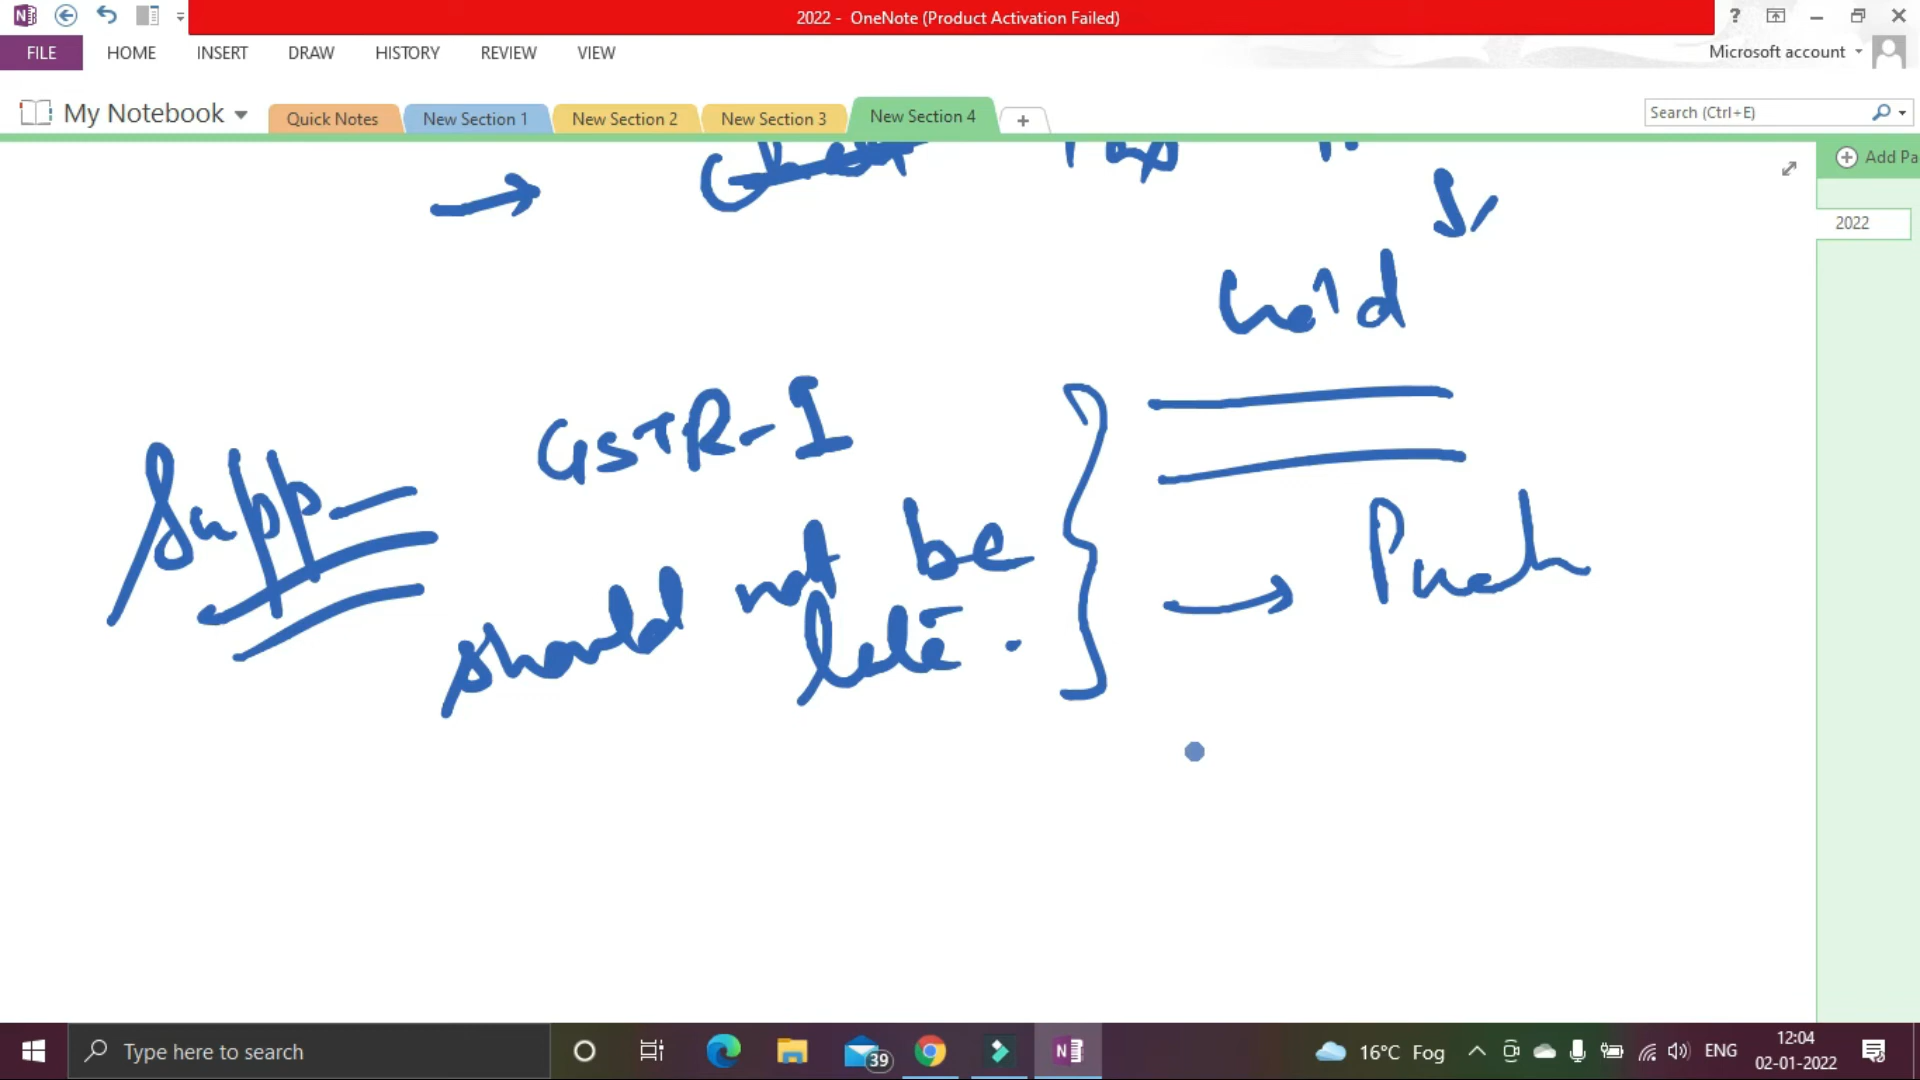 2022 - OneNote (Product Activation Failed)
?
FILE HOME INSERT DRAW HISTORY REVIEW VIEW
Microsoft account
My Notebook
Quick Notes
New Section 1
New Section 2
New Section 3
New Section 4
Search (Ctrl+E)
Add Pa
2022
GSTR-I
Supp
should not be
late.
Type here to search
39
16°C Fog
ENG
12:04
02-01-2022